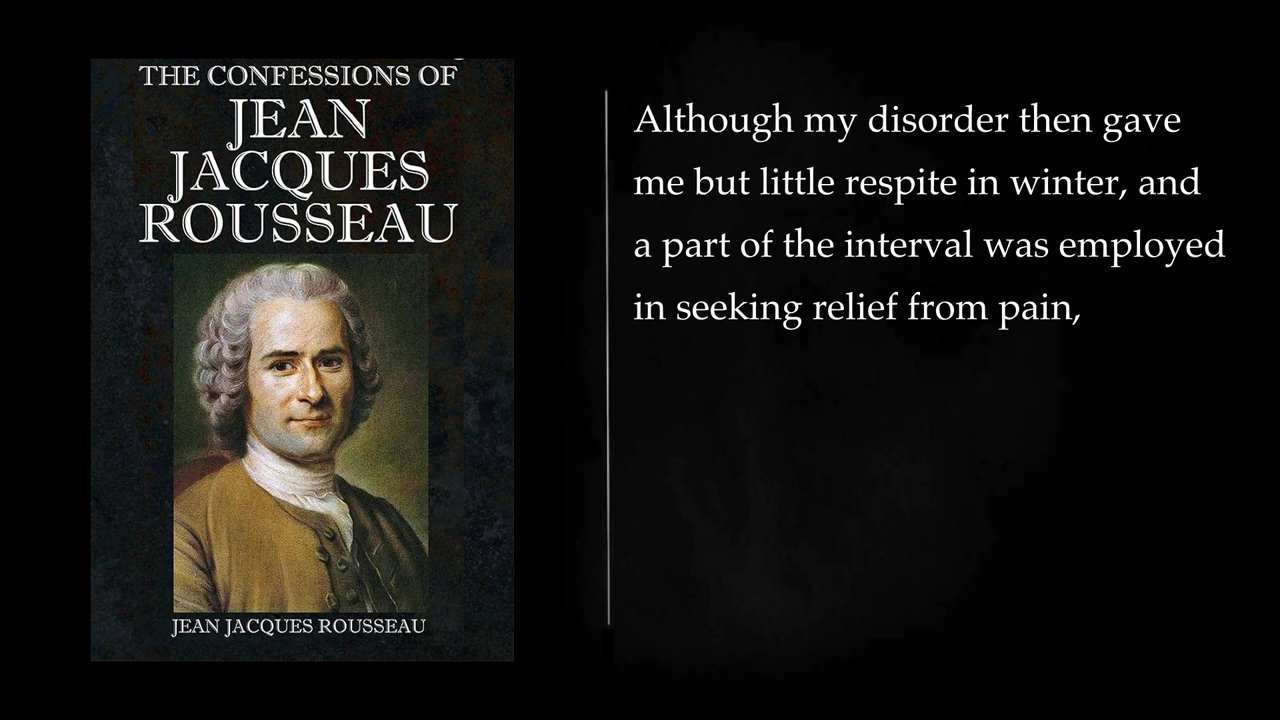 THE CONFESSIONS OF
JEAN
JACQUES
ROUSSEAU
JEAN JACQUES ROUSSEAU
Although my disorder then gave
me but little respite in winter, and
a part of the interval was employed
in seeking relief from pain,